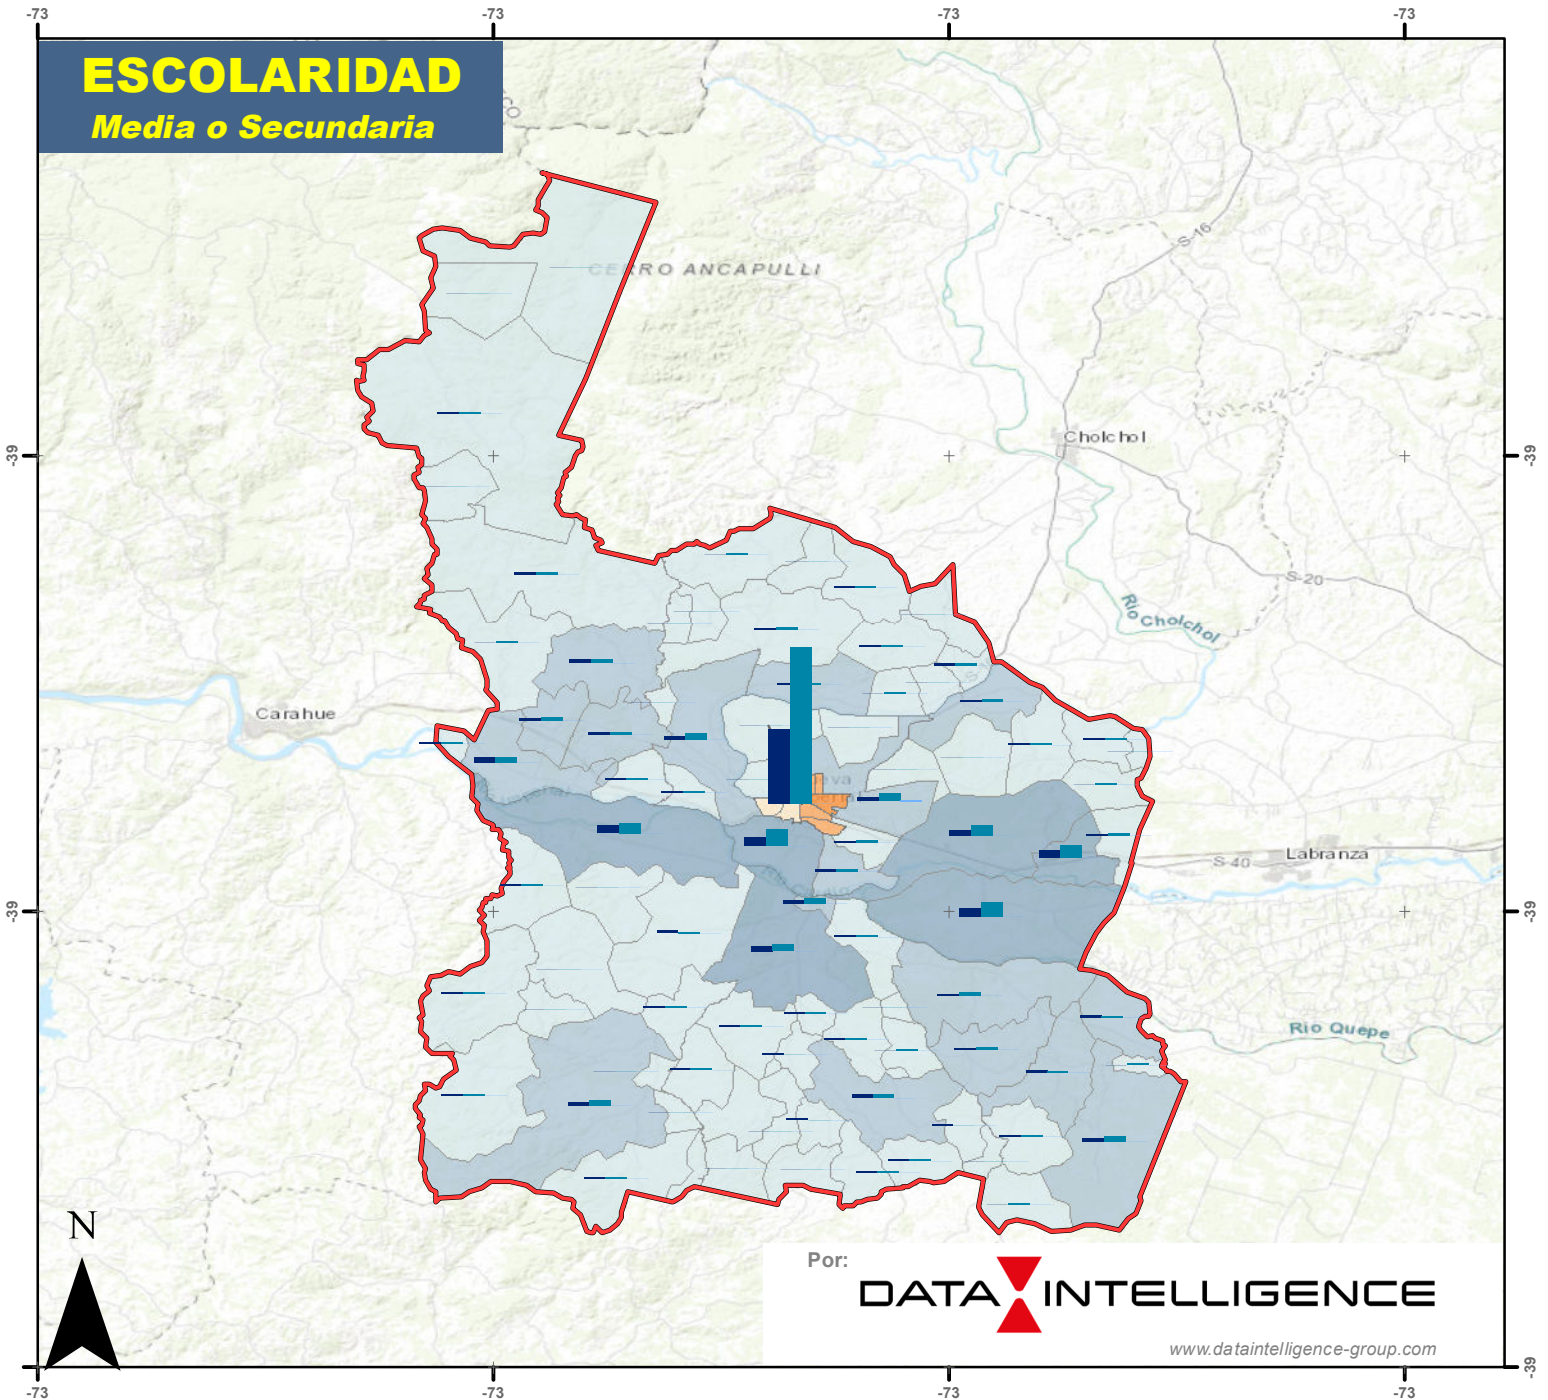 -73
-73
-73
-73
ESCOLARIDAD
Media o Secundaria
CERRO ANCAPULLI
S-16
Cholchol
-39
-39
S-20
Río Cholchol
Carahue
S-40
Labranza
-39
-39
Río Quepe
N
Por:
DATA INTELLIGENCE
www.dataintelligence-group.com
-39
-73
-73
-73
-73